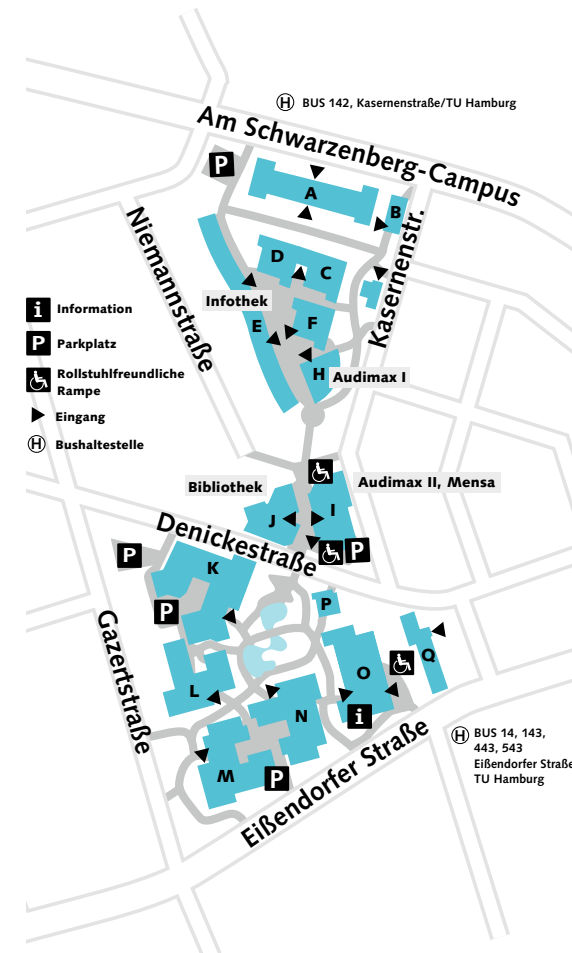 Ⓗ BUS 142, Kasernenstraße/TU Hamburg
Am Schwarzenberg-Campus
P
A
B
Niemannstraße
Kasernenstr.
D
C
Infothek
E
F
H
Audimax I
i Information
P Parkplatz
Rollstuhlfreundliche
Rampe
Eingang
Ⓗ Bushaltestelle
Bibliothek
Audimax II, Mensa
J
I
P
Denickestraße
P
K
P
P
Gazertstraße
L
O
Q
N
i
M
P
Eißendorfer Straße
Ⓗ BUS 14, 143,
443, 543
Eißendorfer Straße
TU Hamburg